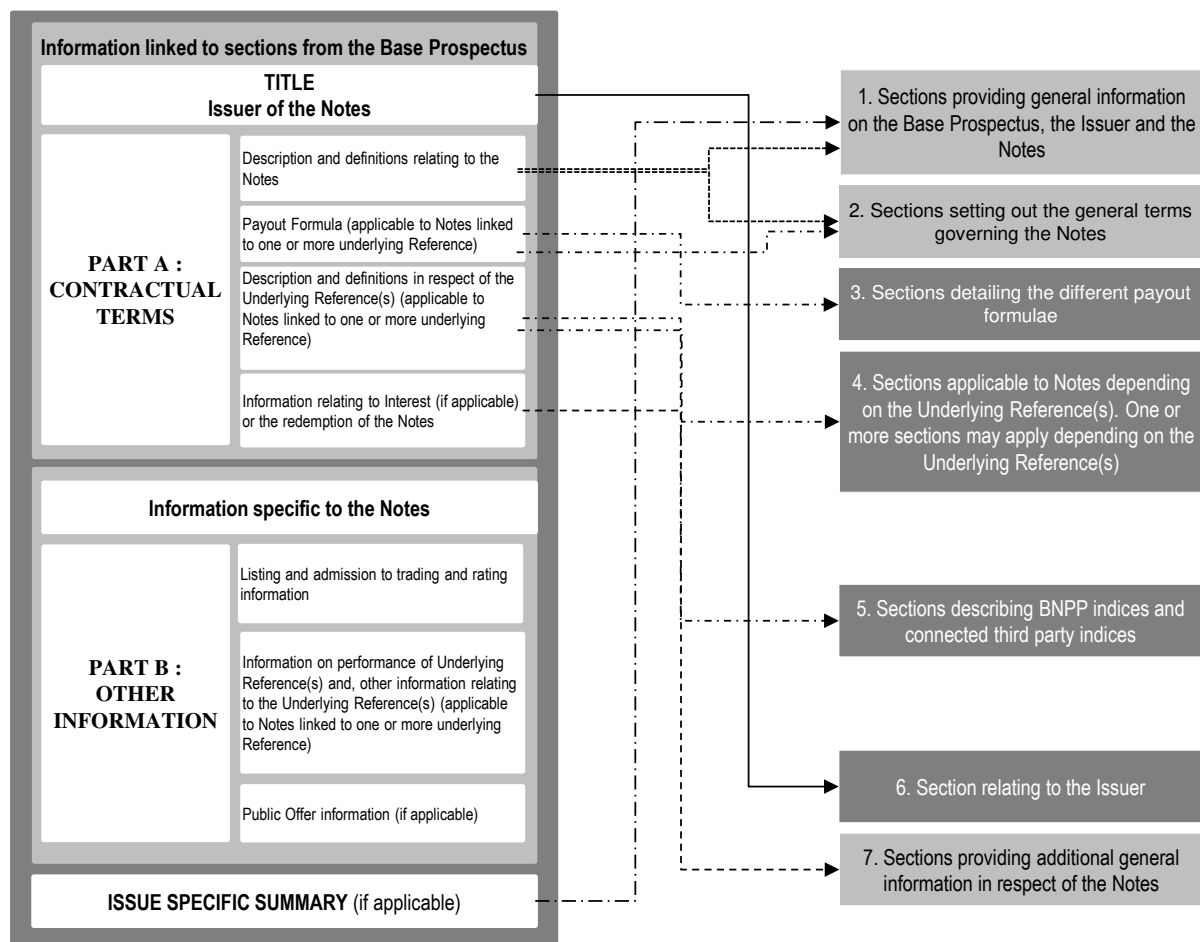 Information linked to sections from the Base Prospectus
TITLE
Issuer of the Notes
PART A :
CONTRACTUAL
TERMS
Description and definitions relating to the
Notes
Payout Formula (applicable to Notes linked
to one or more underlying Reference)
Description and definitions in respect of the
Underlying Reference(s) (applicable to
Notes linked to one or more underlying
Reference)
Information relating to Interest (if applicable)
or the redemption of the Notes
Information specific to the Notes
PART B :
OTHER
INFORMATION
Listing and admission to trading and rating
information
Information on performance of Underlying
Reference(s) and, other information relating
to the Underlying Reference(s) (applicable
to Notes linked to one or more underlying
Reference)
Public Offer information (if applicable)
ISSUE SPECIFIC SUMMARY (if applicable)
1. Sections providing general information
on the Base Prospectus, the Issuer and the
Notes
2. Sections setting out the general terms
governing the Notes
3. Sections detailing the different payout
formulae
4. Sections applicable to Notes depending
on the Underlying Reference(s). One or
more sections may apply depending on the
Underlying Reference(s)
5. Sections describing BNPP indices and
connected third party indices
6. Section relating to the Issuer
7. Sections providing additional general
information in respect of the Notes